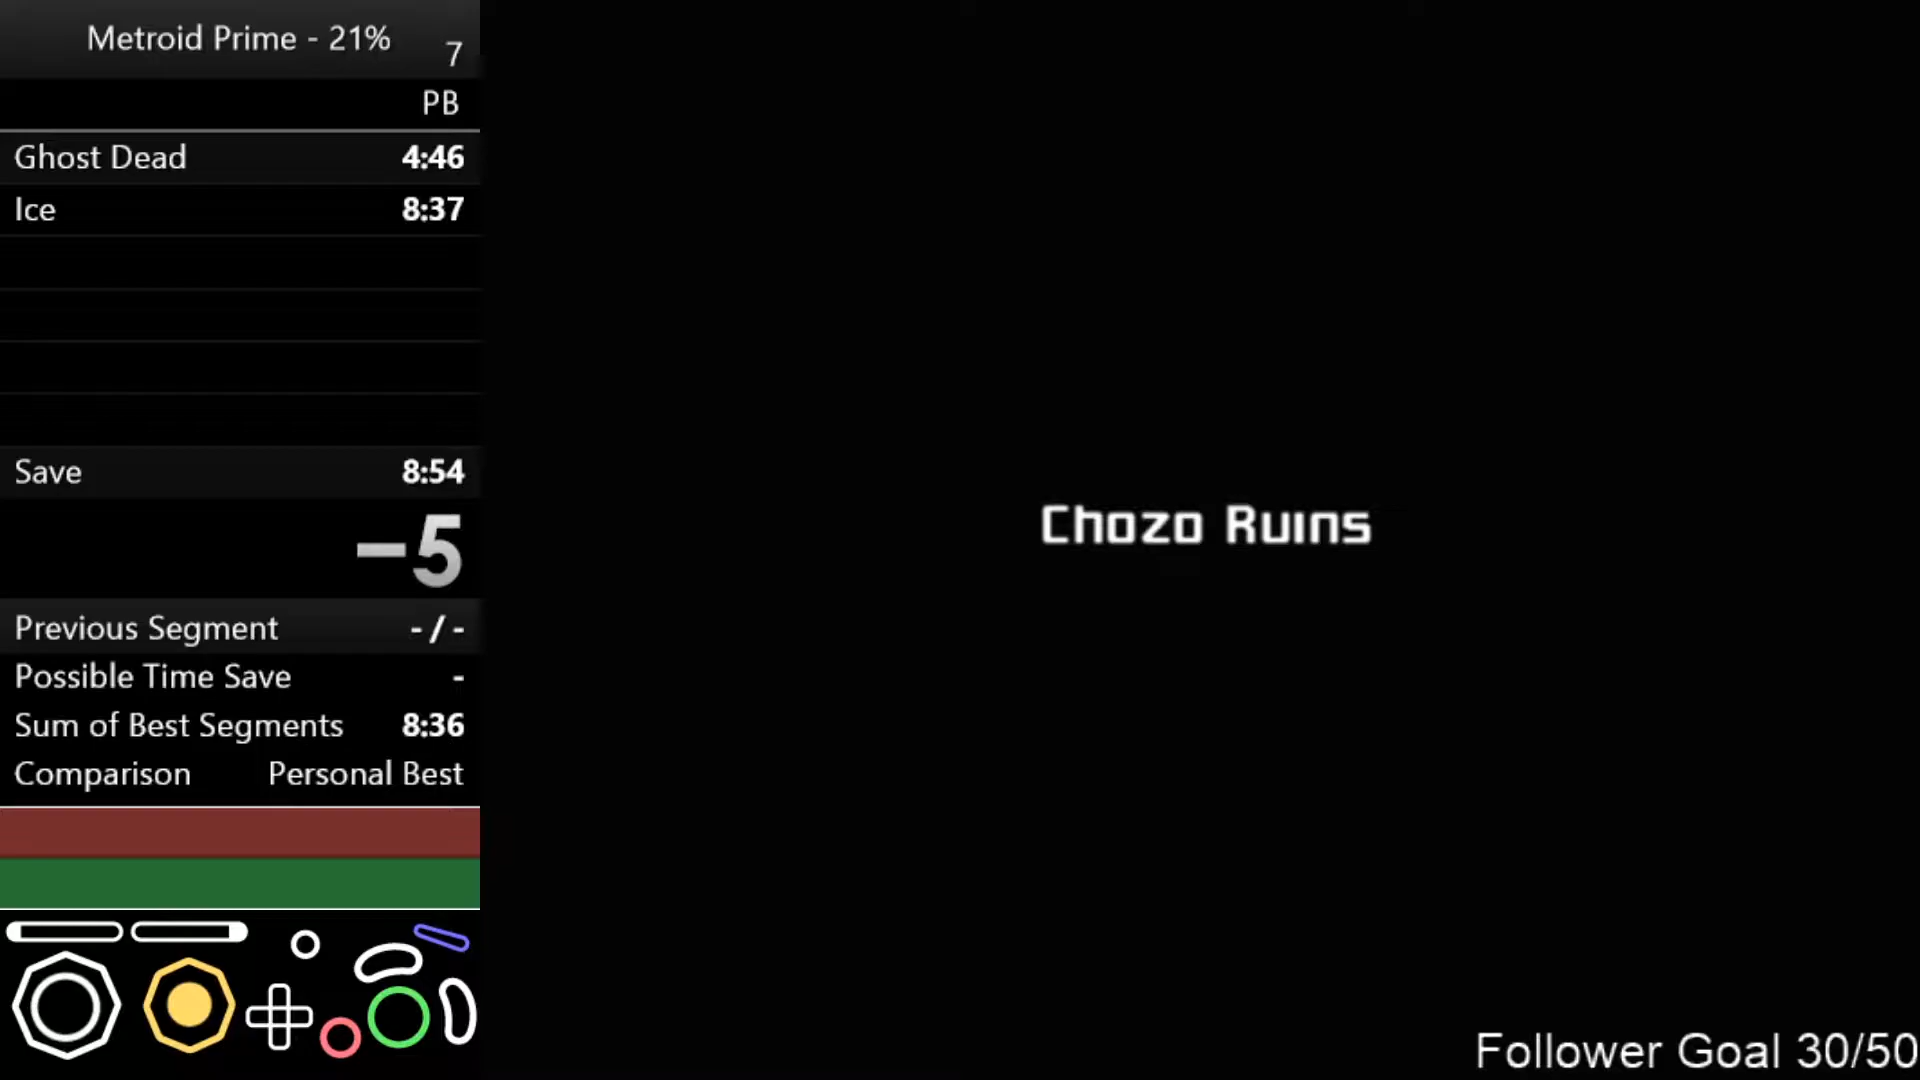 Metroid Prime - 21%
7
PB
Ghost Dead 4:46
Ice 8:37
Save 8:54
-5
Previous Segment - / -
Possible Time Save -
Sum of Best Segments 8:36
Comparison Personal Best
Chozo Ruins
Follower Goal 30/50